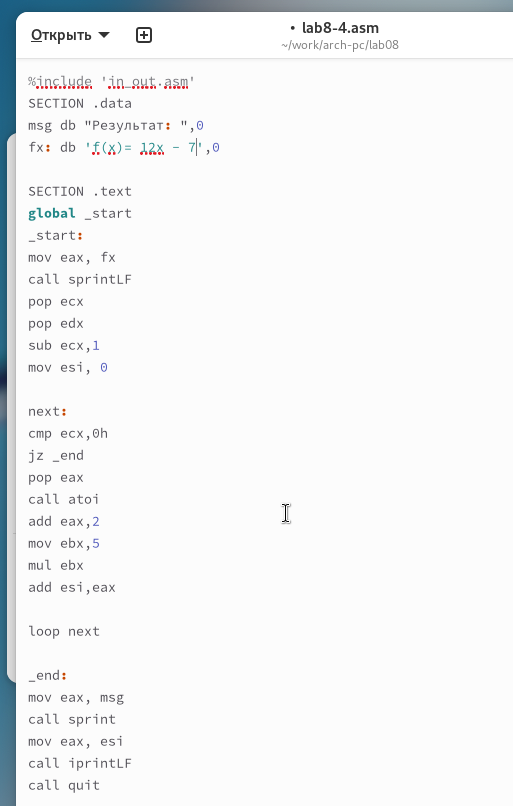 Открыть
• lab8-4.asm
~/work/arch-pc/lab08
%include 'in_out.asm'
SECTION .data
msg db "Результат: ",0
fx: db 'f(x)= 12x - 7',0
SECTION .text
global _start
_start:
mov eax, fx
call sprintLF
pop ecx
pop edx
sub ecx,1
mov esi, 0
next:
cmp ecx,0h
jz _end
pop eax
call atoi
add eax,2
mov ebx,5
mul ebx
add esi,eax
loop next
_end:
mov eax, msg
call sprint
mov eax, esi
call iprintLF
call quit